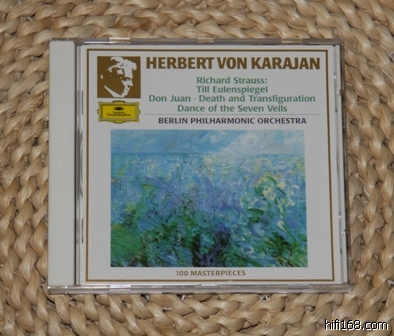 HERBERT VON KARAJAN
Richard Strauss:
Till Eulenspiegel
Don Juan · Death and Transfiguration
Dance of the Seven Veils
BERLIN PHILHARMONIC ORCHESTRA
100 MASTERPIECES
hifi168.com